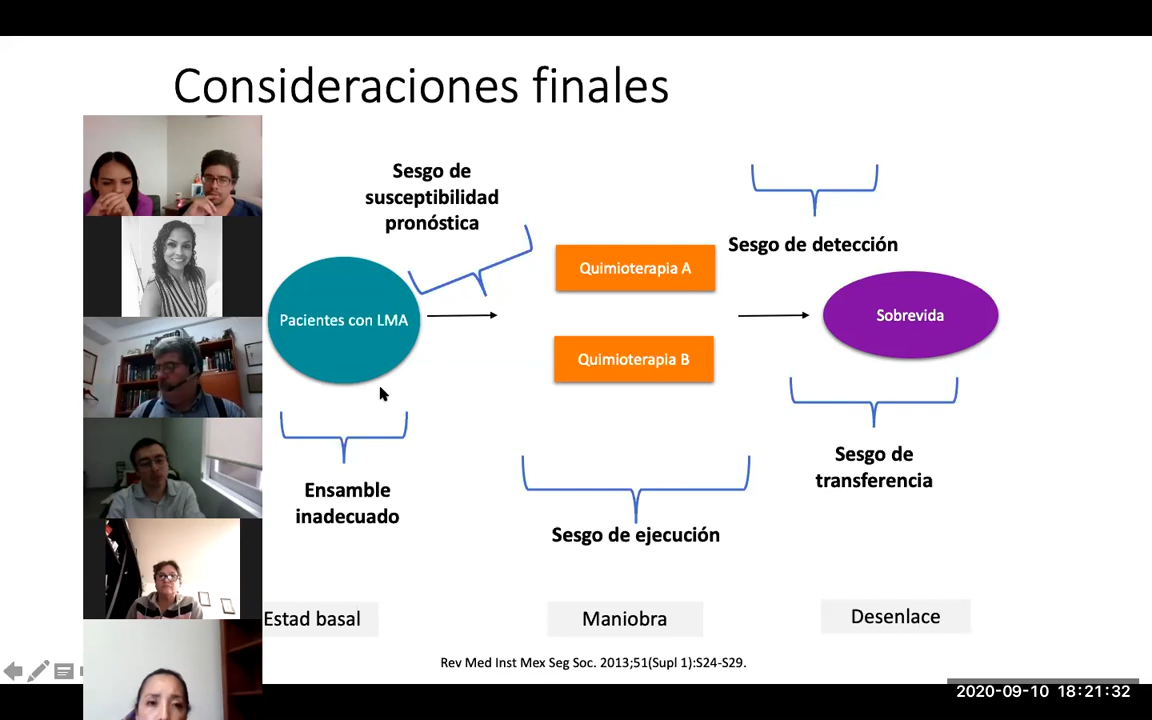 Consideraciones finales
Sesgo de
susceptibilidad
pronóstica
Sesgo de detección
Quimioterapia A
Pacientes con LMA
Sobrevida
Quimioterapia B
Sesgo de
transferencia
Ensamble
inadecuado
Sesgo de ejecución
Estad basal
Maniobra
Desenlace
Rev Med Inst Mex Seg Soc. 2013;51(Supl 1):S24-S29.
2020-09-10 18:21:32